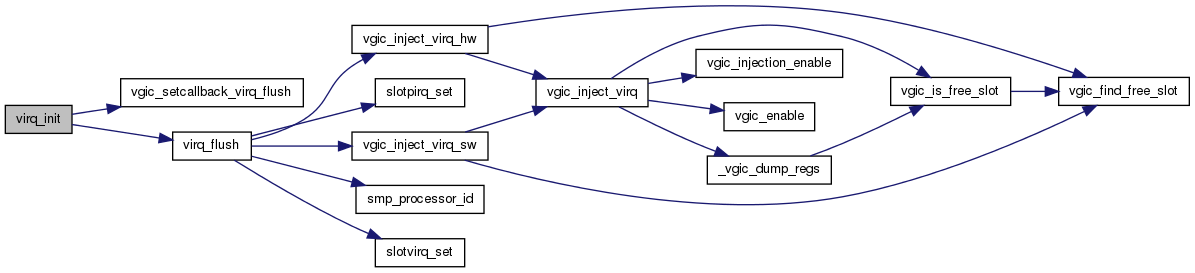 virq_init
vgic_setcallback_virq_flush
virq_flush
vgic_inject_virq_hw
slotpirq_set
vgic_inject_virq_sw
smp_processor_id
slotvirq_set
vgic_inject_virq
vgic_injection_enable
vgic_enable
_vgic_dump_regs
vgic_is_free_slot
vgic_find_free_slot